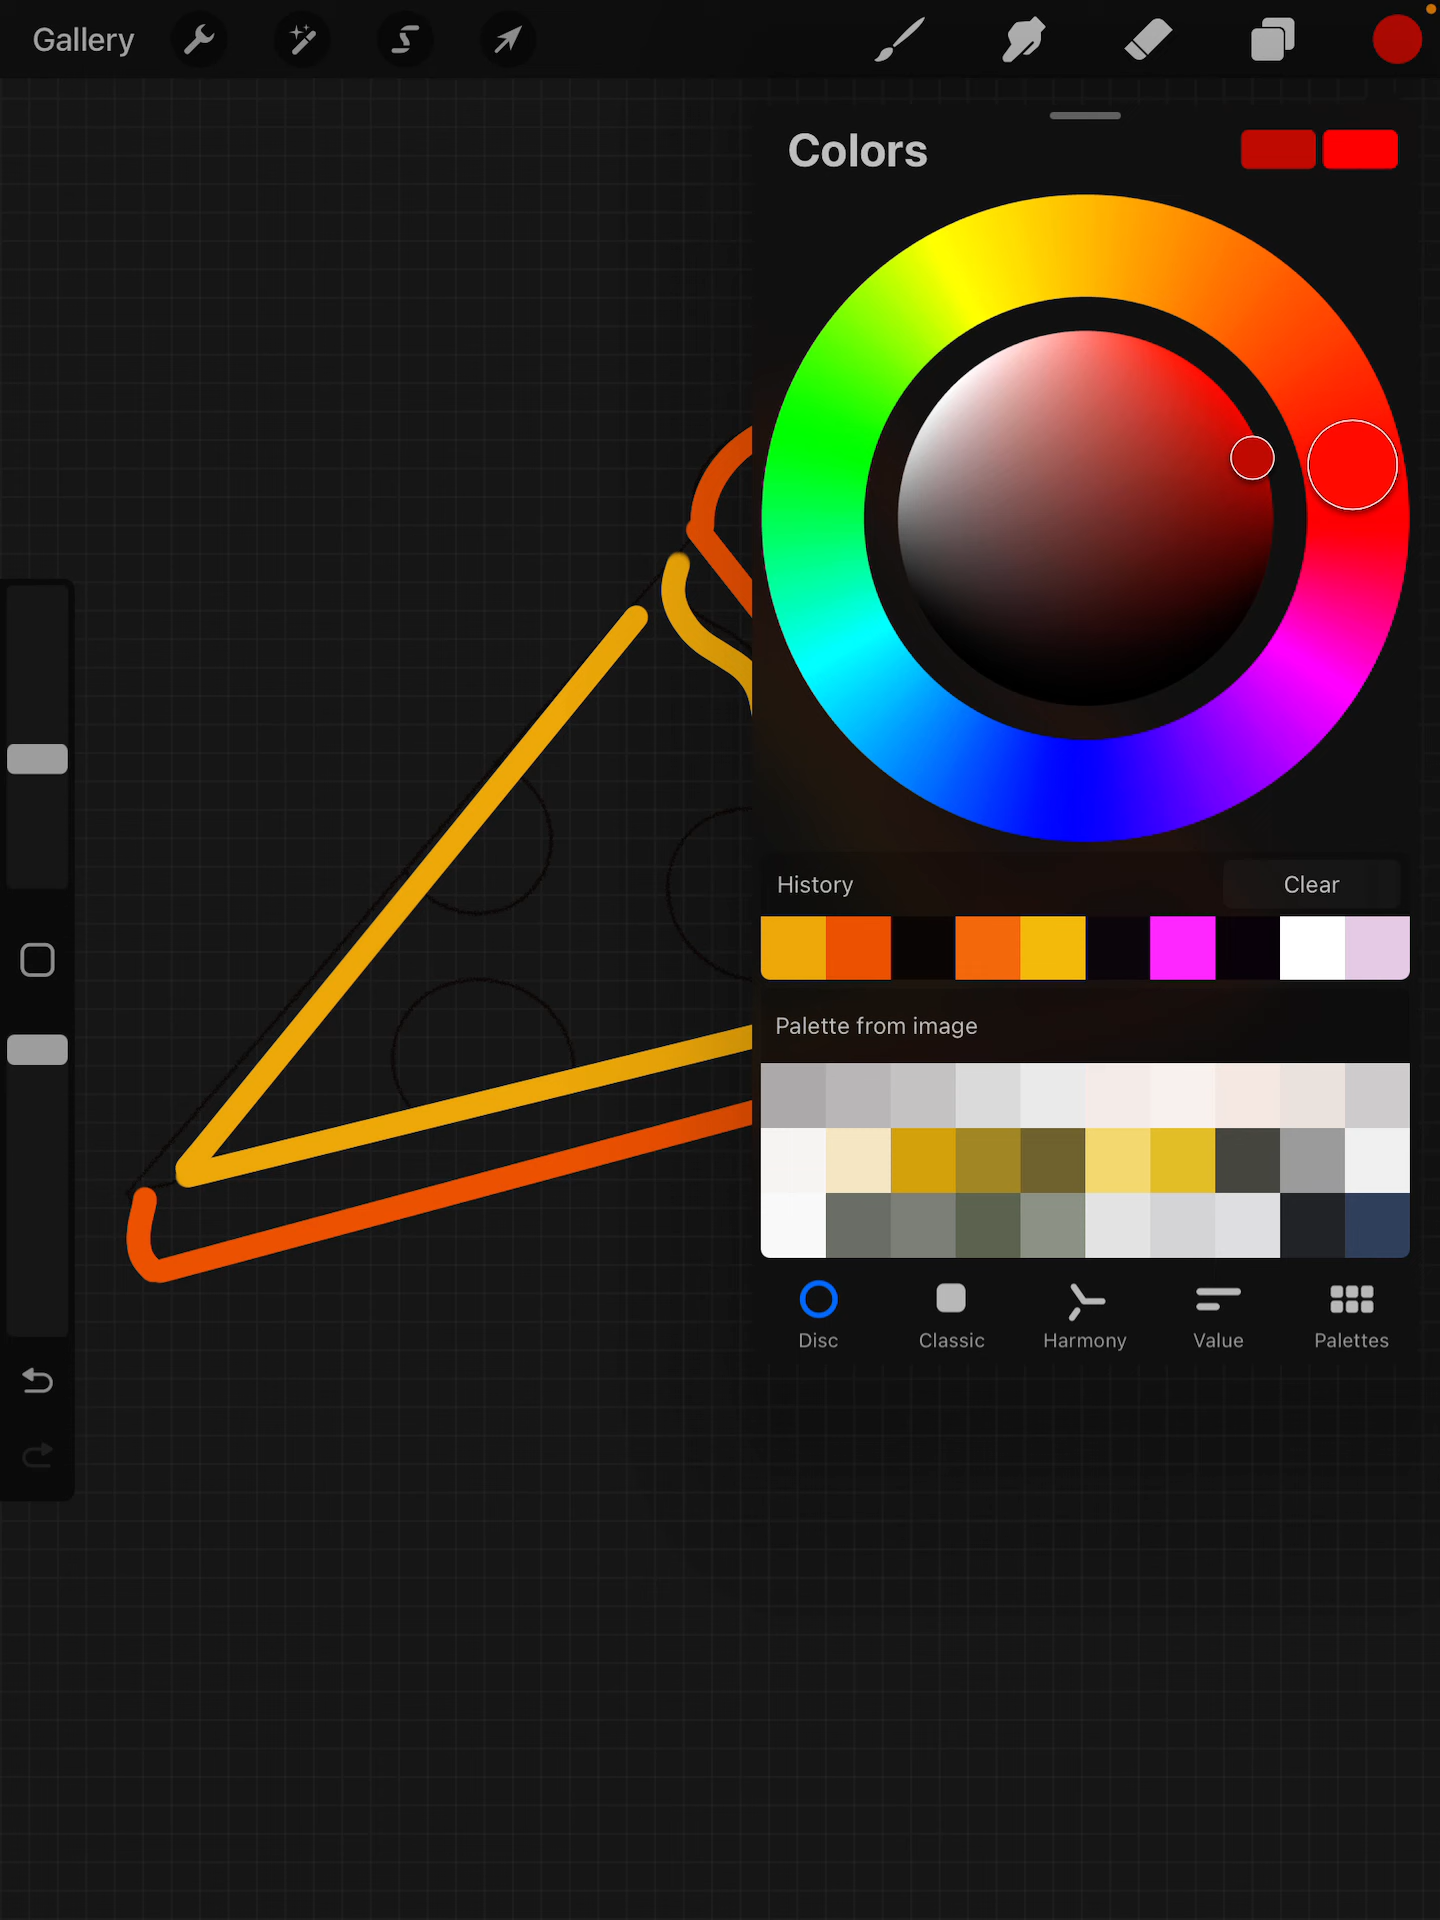 Gallery
Colors
History
Clear
Palette from image
Disc
Classic
Harmony
Value
Palettes